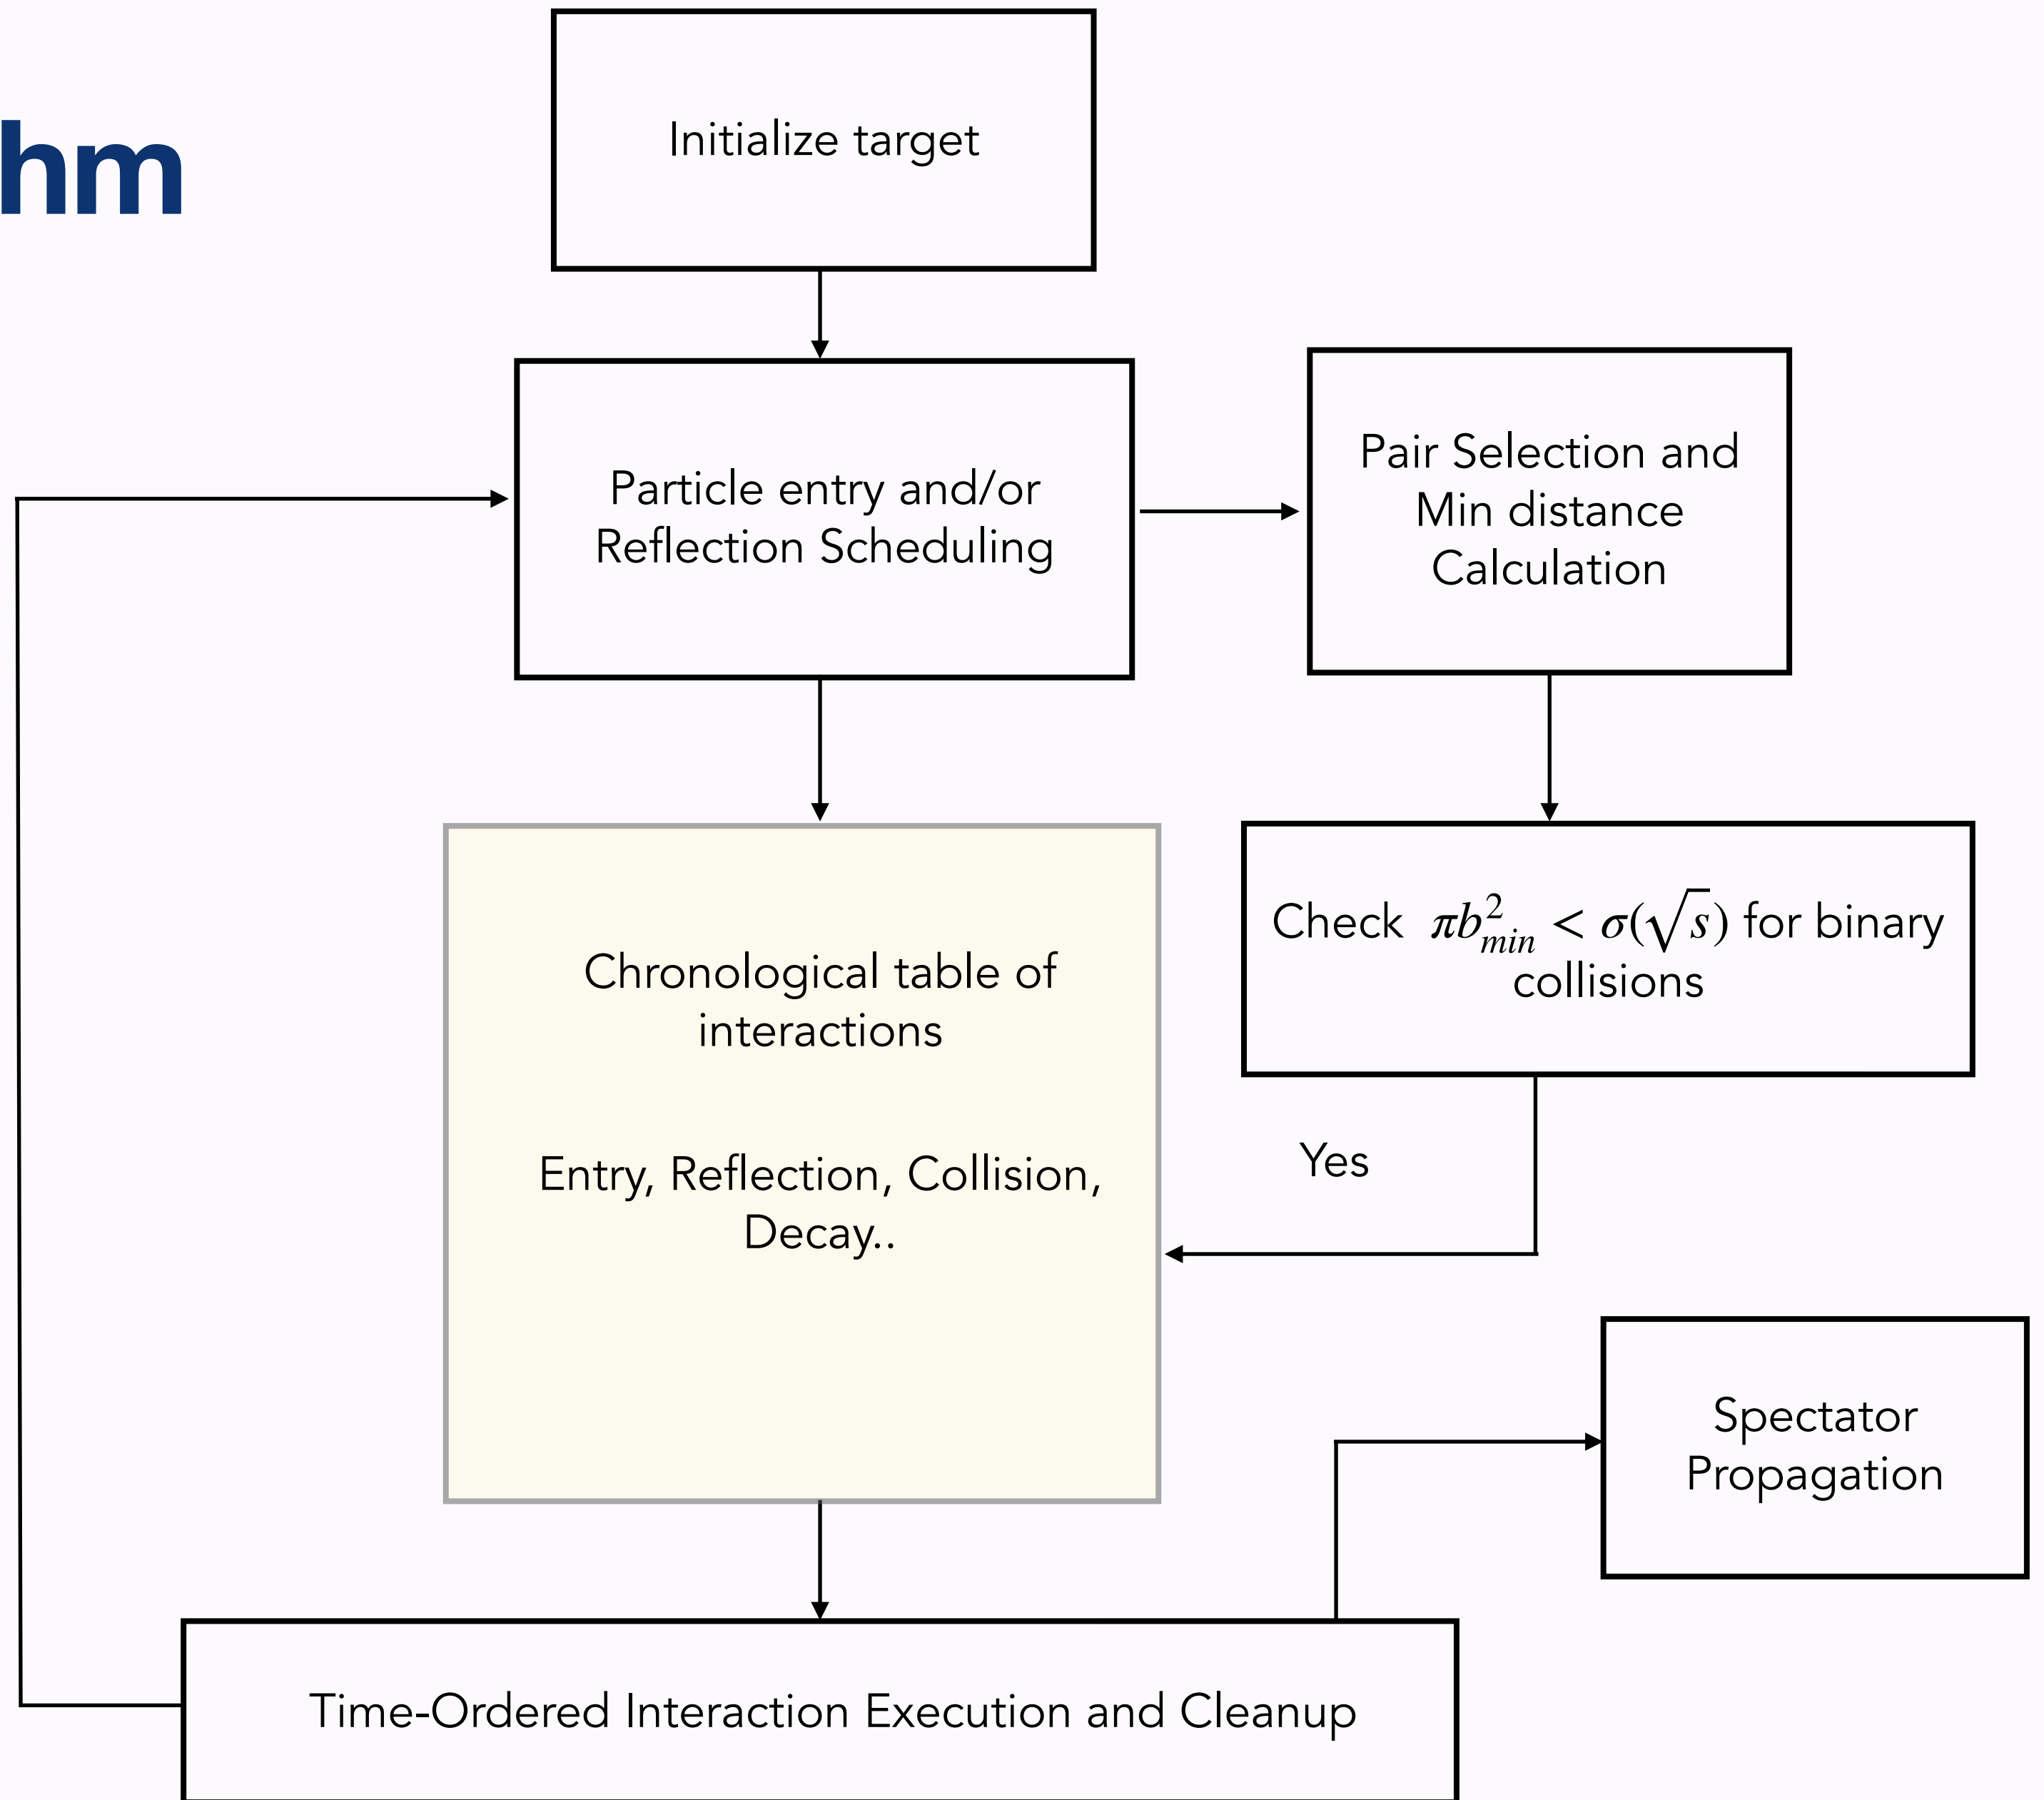 hm
Initialize target
Particle entry and/or
Reflection Scheduling
Pair Selection and
Min distance
Calculation
Chronological table of
interactions
Entry, Reflection, Collision,
Decay..
Check πb²_min < σ(√s) for binary
collisions
Yes
Spectator
Propagation
Time-Ordered Interaction Execution and Cleanup